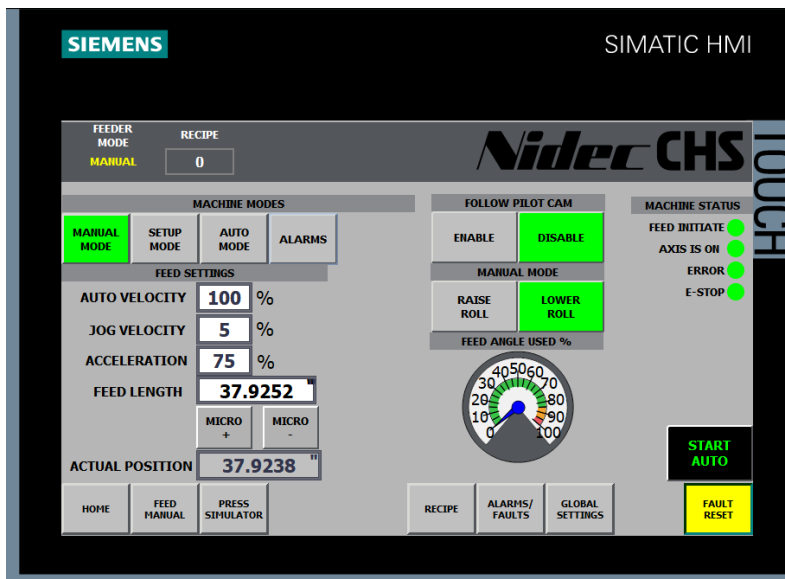 SIEMENS
SIMATIC HMI
TOUCH
FEEDER
MODE
MANUAL
RECIPE
0
Nidec CHS
MACHINE MODES
MANUAL
MODE
SETUP
MODE
AUTO
MODE
ALARMS
FEED SETTINGS
AUTO VELOCITY 100 %
JOG VELOCITY 5 %
ACCELERATION 75 %
FEED LENGTH 37.9252 "
MICRO
+
MICRO
-
ACTUAL POSITION 37.9238 "
FOLLOW PILOT CAM
ENABLE
DISABLE
MANUAL MODE
RAISE
ROLL
LOWER
ROLL
FEED ANGLE USED %
0 10 20 30 40 50 60 70 80 90 100
MACHINE STATUS
FEED INITIATE
AXIS IS ON
ERROR
E-STOP
START
AUTO
HOME
FEED
MANUAL
PRESS
SIMULATOR
RECIPE
ALARMS/
FAULTS
GLOBAL
SETTINGS
FAULT
RESET